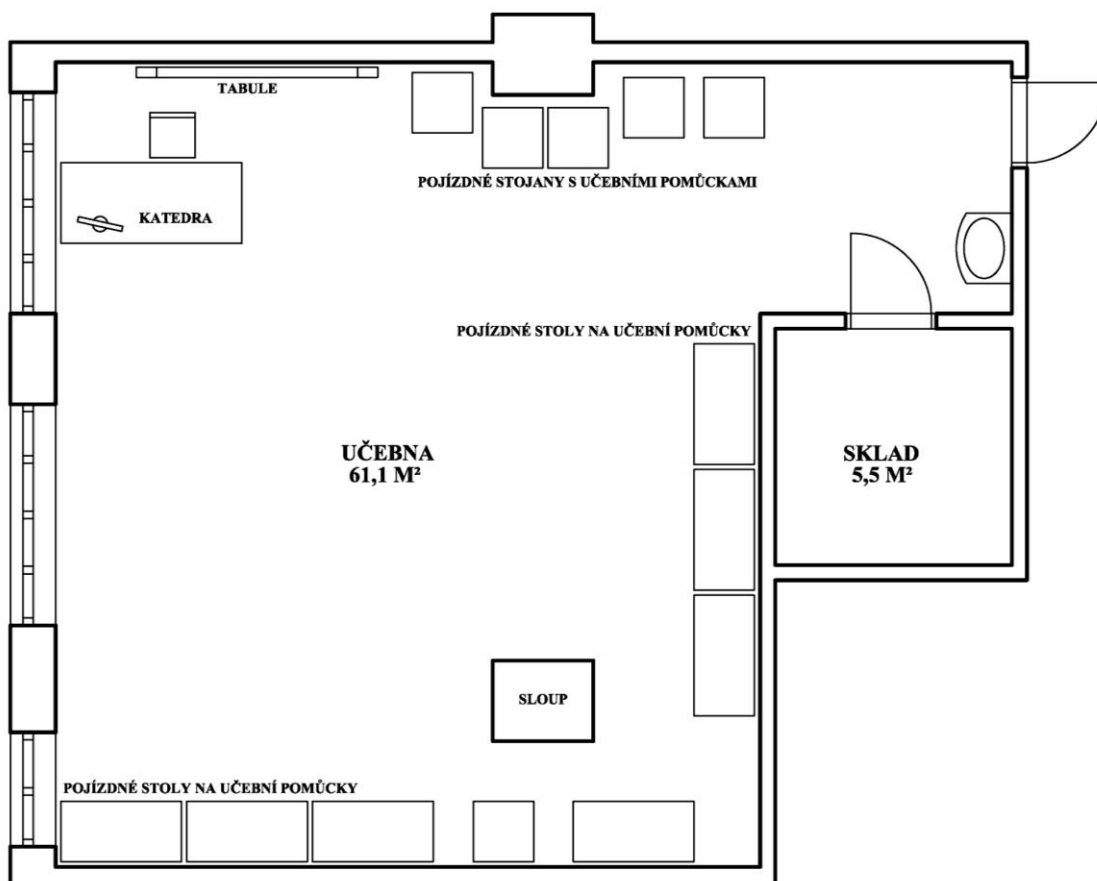 TABULE
POJÍZDNÉ STOJANY S UČEBNÍMI POMŮCKAMI
KATEDRA
POJÍZDNÉ STOLY NA UČEBNÍ POMŮCKY
UČEBNA
61,1 M²
SKLAD
5,5 M²
SLOUP
POJÍZDNÉ STOLY NA UČEBNÍ POMŮCKY